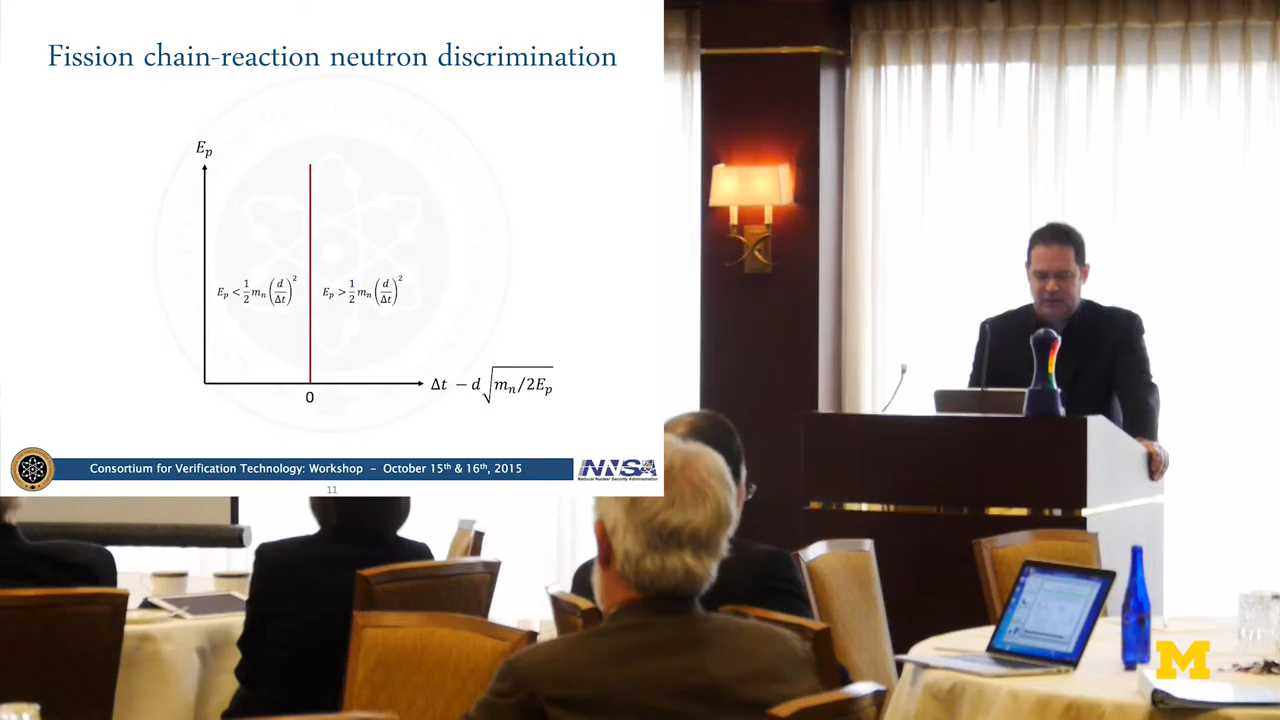 Fission chain-reaction neutron discrimination
E_p
E_p < 1/2 m_n (d/Δt)^2
E_p > 1/2 m_n (d/Δt)^2
0
Δt − d√(m_n/2E_p)
Consortium for Verification Technology: Workshop – October 15th & 16th, 2015
NNSA
National Nuclear Security Administration
11
M